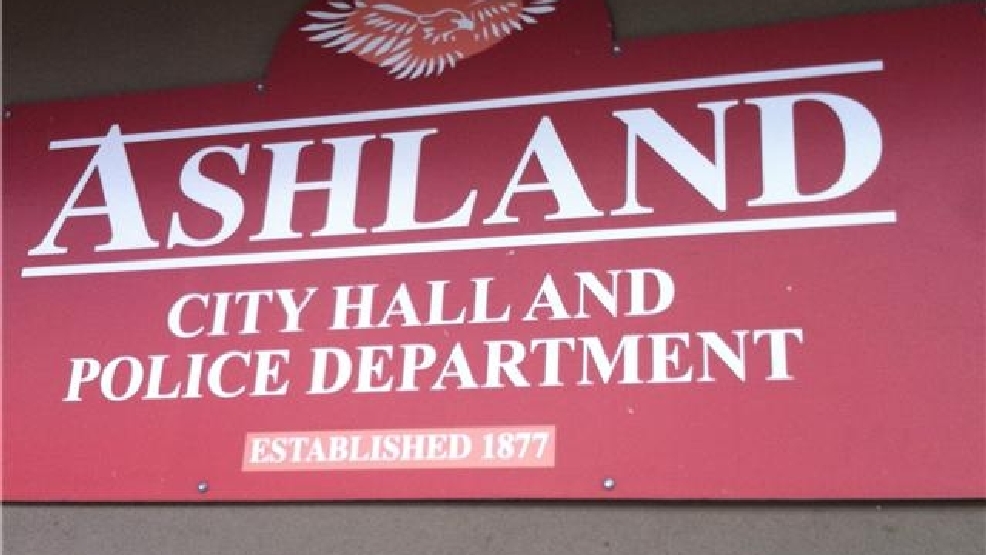 ASHLAND
CITY HALL AND
POLICE DEPARTMENT
ESTABLISHED 1877